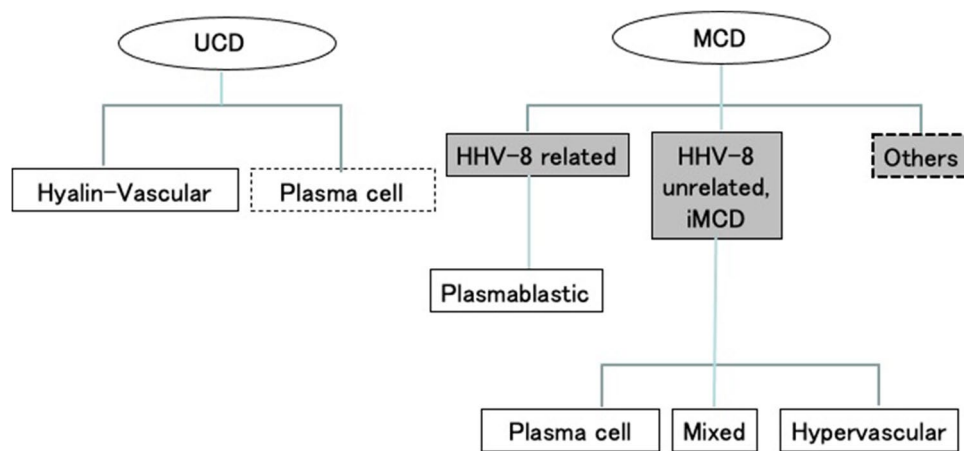 UCD
MCD
HHV-8 related
HHV-8
unrelated,
iMCD
Others
Hyalin-Vascular
Plasma cell
Plasmablastic
Plasma cell
Mixed
Hypervascular